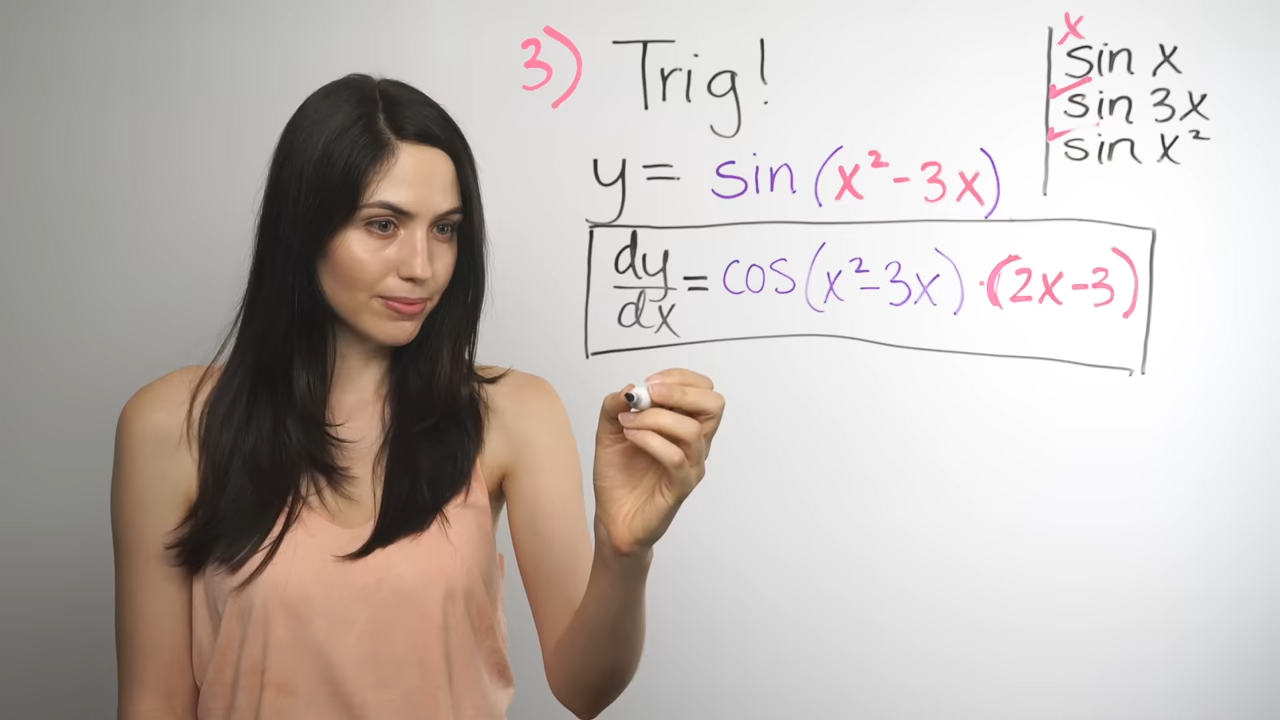 3) Trig!
y = sin(x²-3x)
dy/dx = cos(x²-3x)·(2x-3)
x
sin x
✓ sin 3x
✓ sin x²